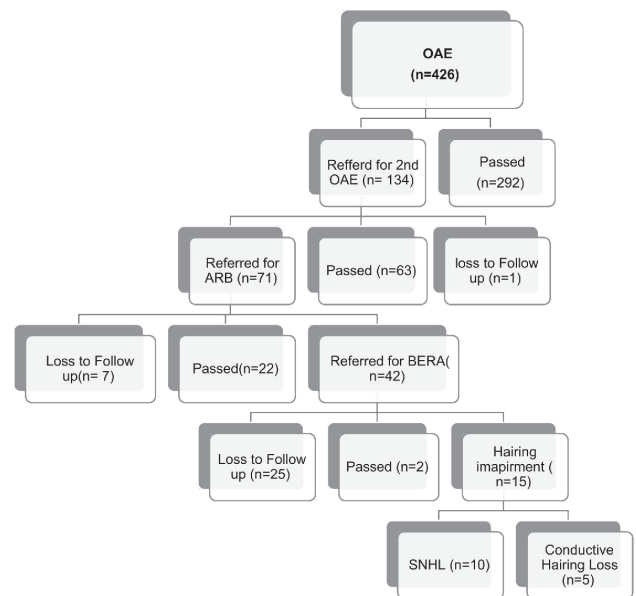 OAE
(n=426)
Refferd for 2nd
OAE (n= 134)
Passed
(n=292)
Referred for
ARB (n=71)
Passed (n=63)
loss to Follow
up (n=1)
Loss to Follow
up(n= 7)
Passed(n=22)
Referred for BERA(
n=42)
Loss to Follow
up (n=25)
Passed (n=2)
Hairing
imapirment (
n=15)
SNHL (n=10)
Conductive
Hairing Loss
(n=5)